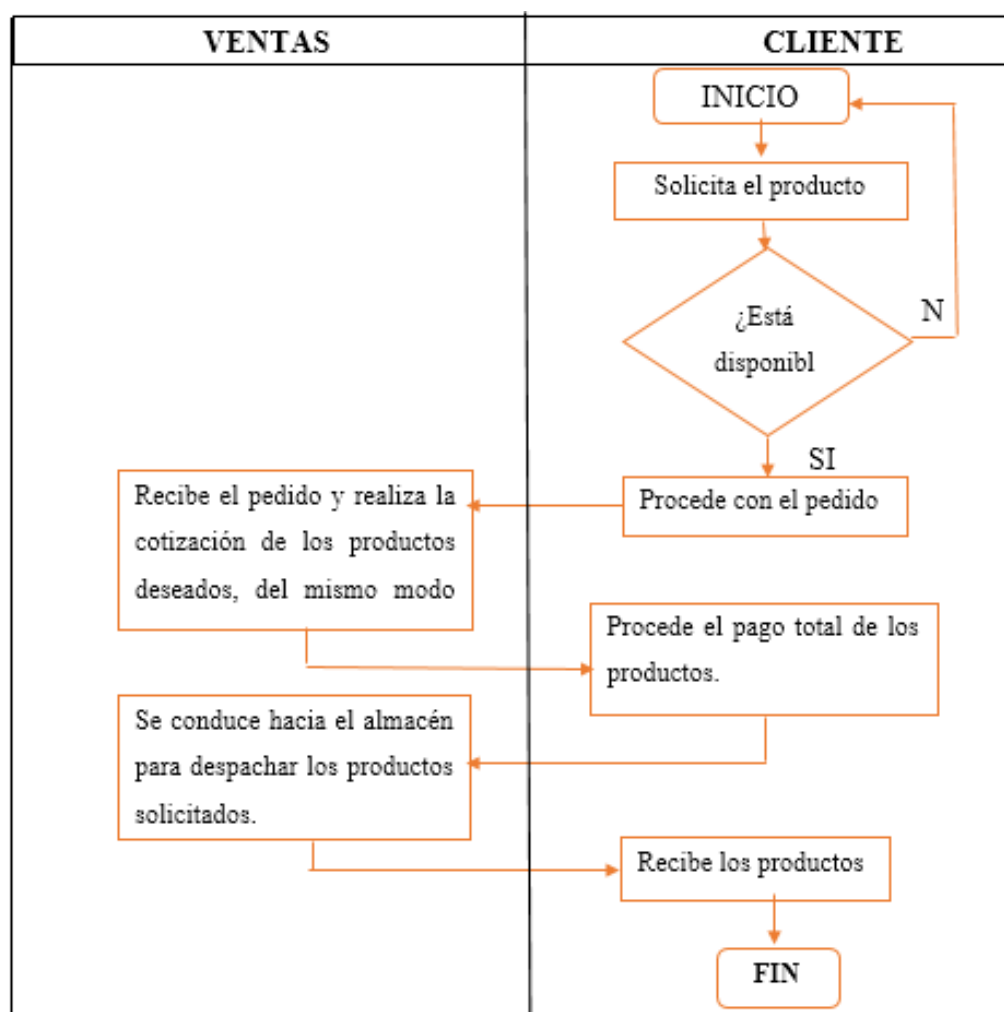 VENTAS
CLIENTE
INICIO
Solicita el producto
¿Está
disponibl
N
SI
Procede con el pedido
Recibe el pedido y realiza la
cotización de los productos
deseados, del mismo modo
Procede el pago total de los
productos.
Se conduce hacia el almacén
para despachar los productos
solicitados.
Recibe los productos
FIN